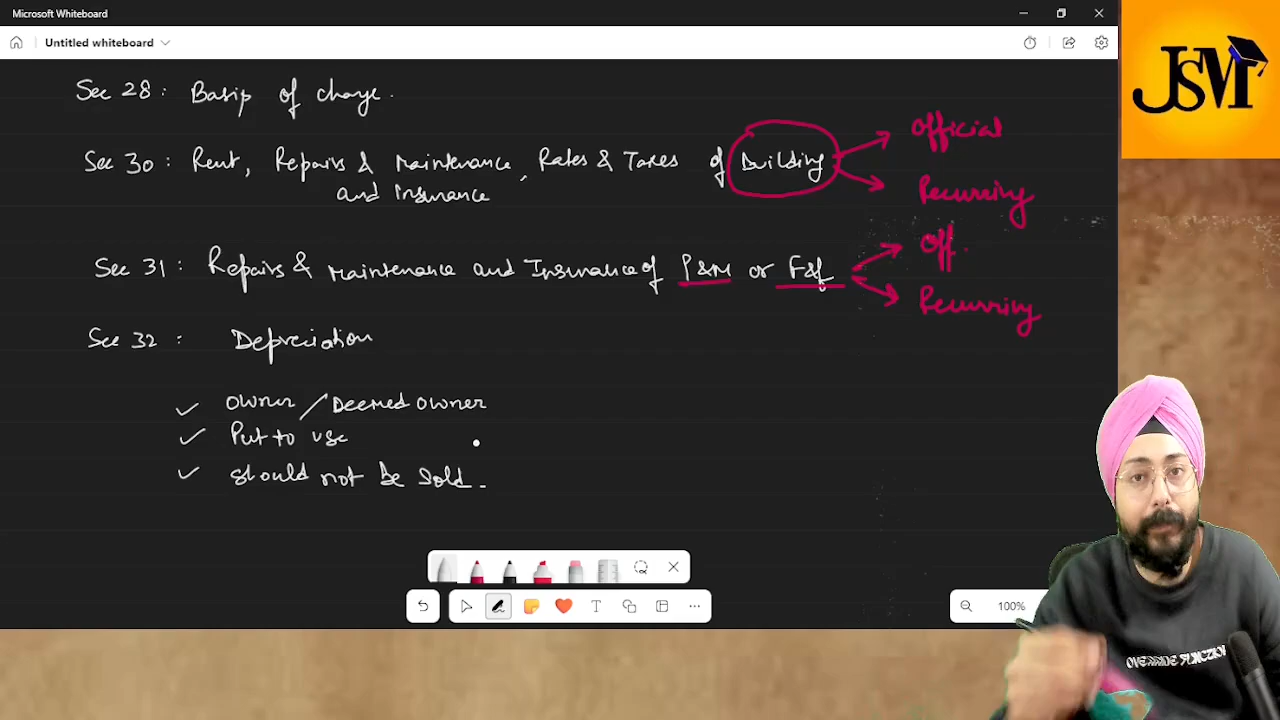 Microsoft Whiteboard
Untitled whiteboard
JSM
Sec 28: Basis of charge.
Official
Sec 30: Rent, Repairs & Maintenance, Rates & Taxes of Building
and Insurance
Recurring
Off.
Sec 31: Repairs & Maintenance and Insurance of P&M or F&f
Recurring
Sec 32: Depreciation
✓ Owner / Deemed owner
✓ Put to use
✓ should not be sold.
100%